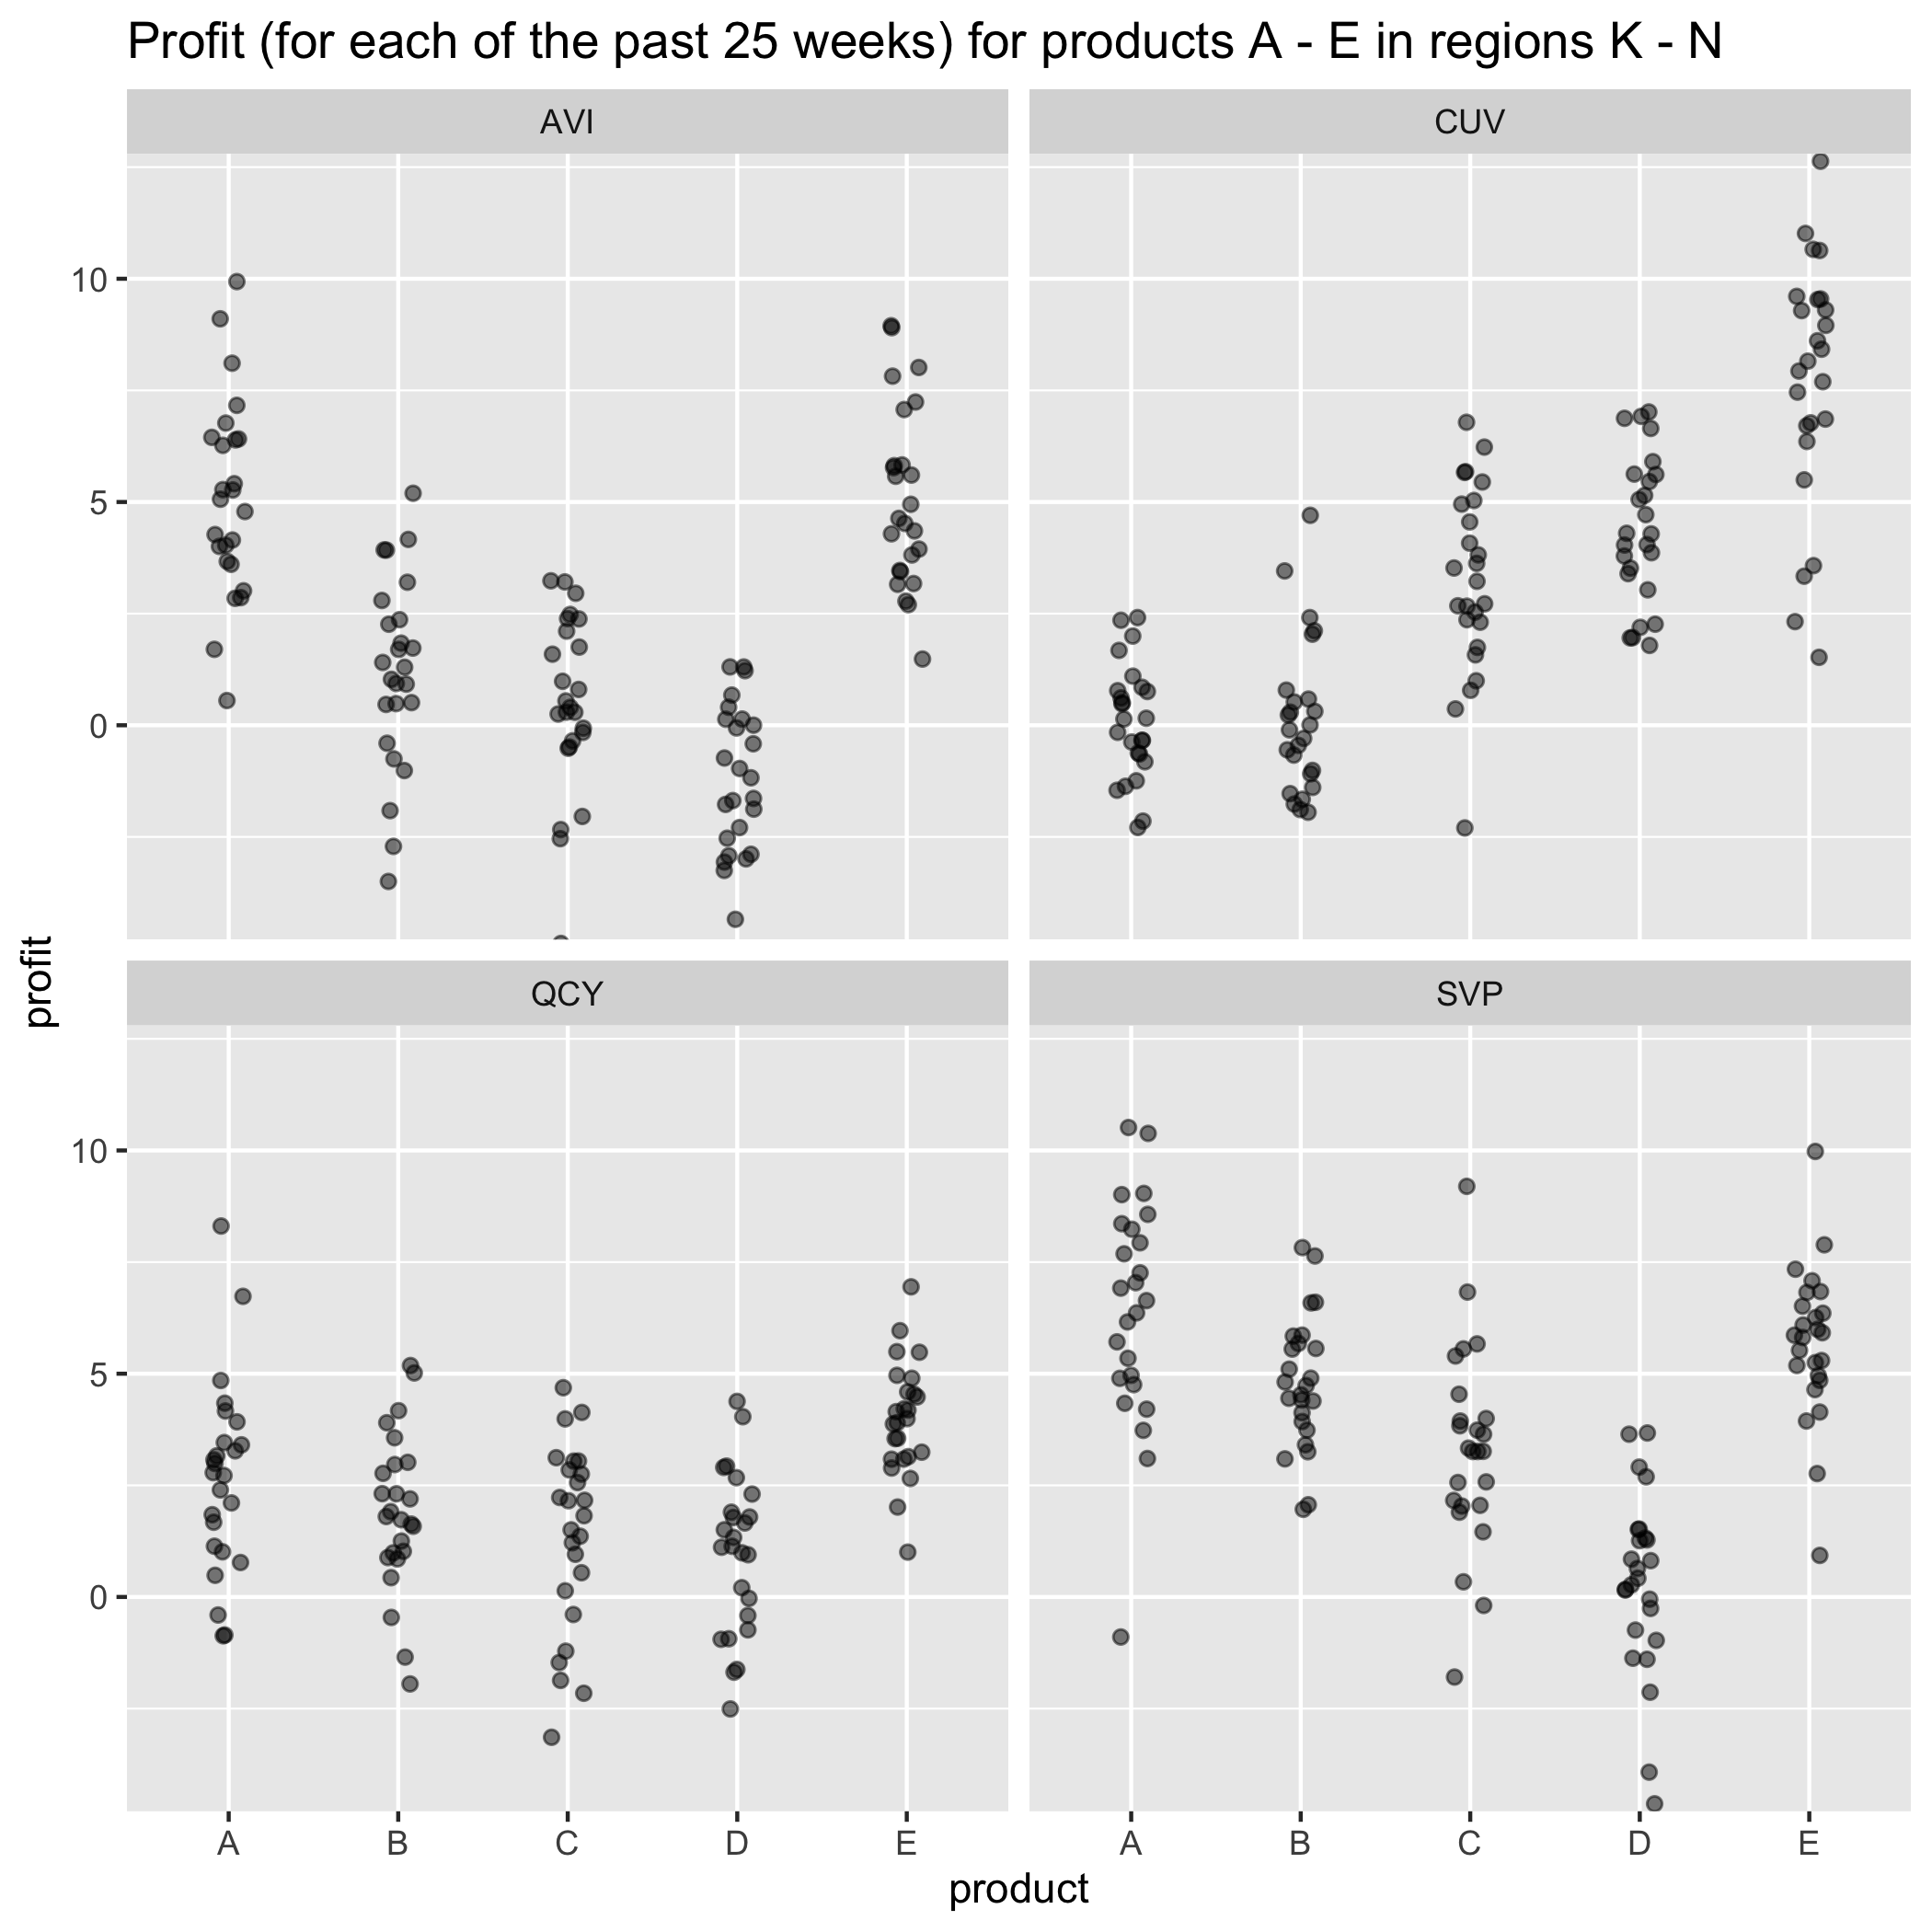 Profit (for each of the past 25 weeks) for products A - E in regions K - N
AVI
CUV
10
5
0
QCY
SVP
10
5
0
profit
A B C D E
A B C D E
product